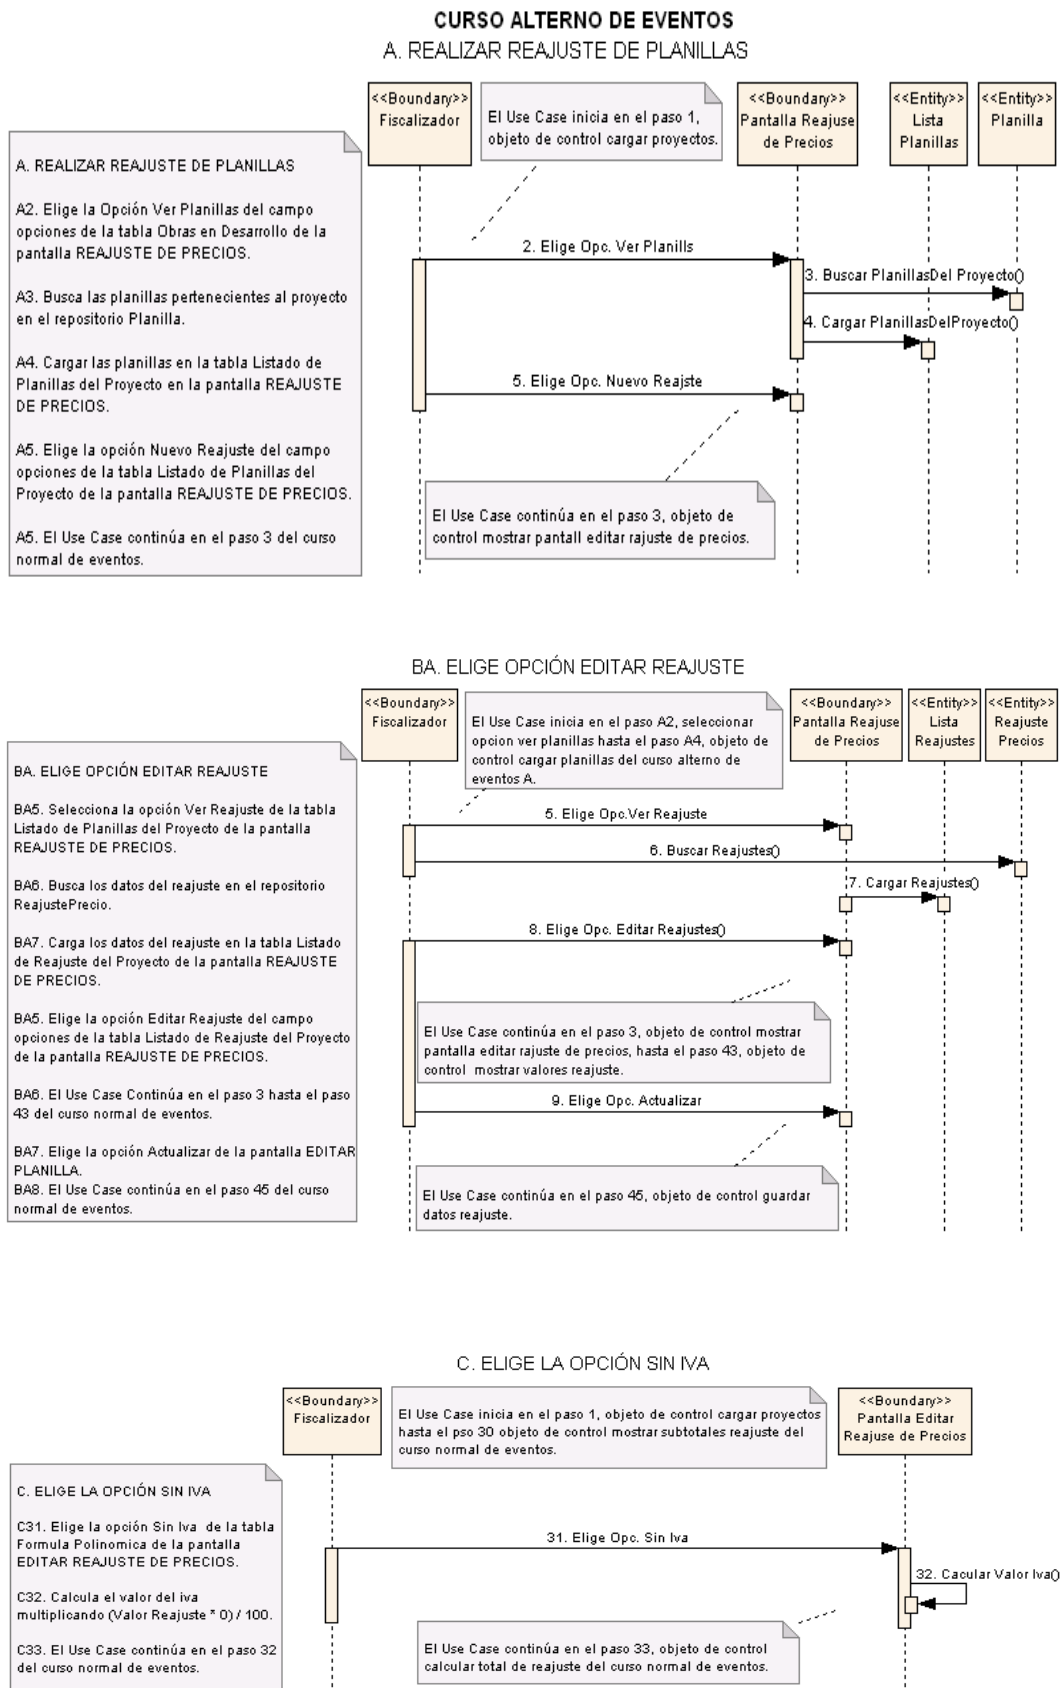 CURSO ALTERNO DE EVENTOS
A. REALIZAR REAJUSTE DE PLANILLAS
<<Boundary>>
Fiscalizador
El Use Case inicia en el paso 1,
objeto de control cargar proyectos.
<<Boundary>>
Pantalla Reajuse
de Precios
<<Entity>>
Lista
Planillas
<<Entity>>
Planilla
A. REALIZAR REAJUSTE DE PLANILLAS
A2. Elige la Opción Ver Planillas del campo
opciones de la tabla Obras en Desarrollo de la
pantalla REAJUSTE DE PRECIOS.
A3. Busca las planillas pertenecientes al proyecto
en el repositorio Planilla.
A4. Cargar las planillas en la tabla Listado de
Planillas del Proyecto en la pantalla REAJUSTE
DE PRECIOS.
A5. Elige la opción Nuevo Reajuste del campo
opciones de la tabla Listado de Planillas del
Proyecto de la pantalla REAJUSTE DE PRECIOS.
A5. El Use Case continúa en el paso 3 del curso
normal de eventos.
2. Elige Opc. Ver Planills
3. Buscar PlanillasDel Proyecto()
4. Cargar PlanillasDelProyecto()
5. Elige Opc. Nuevo Reajste
El Use Case continúa en el paso 3, objeto de
control mostrar pantall editar rajuste de precios.
BA. ELIGE OPCIÓN EDITAR REAJUSTE
<<Boundary>>
Fiscalizador
El Use Case inicia en el paso A2, seleccionar
opcion ver planillas hasta el paso A4, objeto de
control cargar planillas del curso alterno de
eventos A.
<<Boundary>>
Pantalla Reajuse
de Precios
<<Entity>>
Lista
Reajustes
<<Entity>>
Reajuste
Precios
BA. ELIGE OPCIÓN EDITAR REAJUSTE
BA5. Selecciona la opción Ver Reajuste de la tabla
Listado de Planillas del Proyecto de la pantalla
REAJUSTE DE PRECIOS.
BA6. Busca los datos del reajuste en el repositorio
ReajustePrecio.
BA7. Carga los datos del reajuste en la tabla Listado
de Reajuste del Proyecto de la pantalla REAJUSTE
DE PRECIOS.
BA5. Elige la opción Editar Reajuste del campo
opciones de la tabla Listado de Reajuste del Proyecto
de la pantalla REAJUSTE DE PRECIOS.
BA6. El Use Case Continúa en el paso 3 hasta el paso
43 del curso normal de eventos.
BA7. Elige la opción Actualizar de la pantalla EDITAR
PLANILLA.
BA8. El Use Case continúa en el paso 45 del curso
normal de eventos.
5. Elige Opc.Ver Reajuste
6. Buscar Reajustes()
7. Cargar Reajustes()
8. Elige Opc. Editar Reajustes()
El Use Case continúa en el paso 3, objeto de control mostrar
pantalla editar rajuste de precios, hasta el paso 43, objeto de
control mostrar valores reajuste.
9. Elige Opc. Actualizar
El Use Case continúa en el paso 45, objeto de control guardar
datos reajuste.
C. ELIGE LA OPCIÓN SIN IVA
<<Boundary>>
Fiscalizador
El Use Case inicia en el paso 1, objeto de control cargar proyectos
hasta el pso 30 objeto de control mostrar subtotales reajuste del
curso normal de eventos.
<<Boundary>>
Pantalla Editar
Reajuse de Precios
C. ELIGE LA OPCIÓN SIN IVA
C31. Elige la opción Sin Iva de la tabla
Formula Polinomica de la pantalla
EDITAR REAJUSTE DE PRECIOS.
C32. Calcula el valor del iva
multiplicando (Valor Reajuste * 0) / 100.
C33. El Use Case continúa en el paso 32
del curso normal de eventos.
31. Elige Opc. Sin Iva
32. Cacular Valor Iva()
El Use Case continúa en el paso 33, objeto de control
calcular total de reajuste del curso normal de eventos.